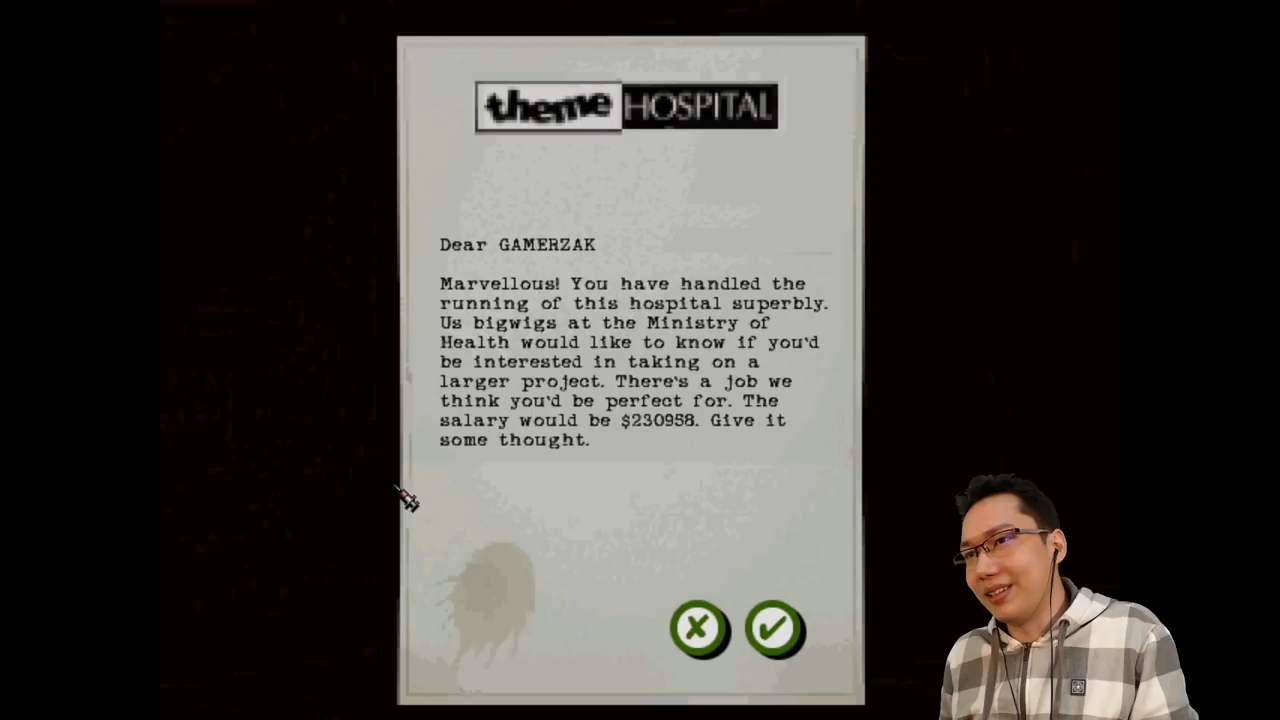 theme HOSPITAL
Dear GAMERZAK
Marvellous! You have handled the
running of this hospital superbly.
Us bigwigs at the Ministry of
Health would like to know if you'd
be interested in taking on a
larger project. There's a job we
think you'd be perfect for. The
salary would be $230958. Give it
some thought.